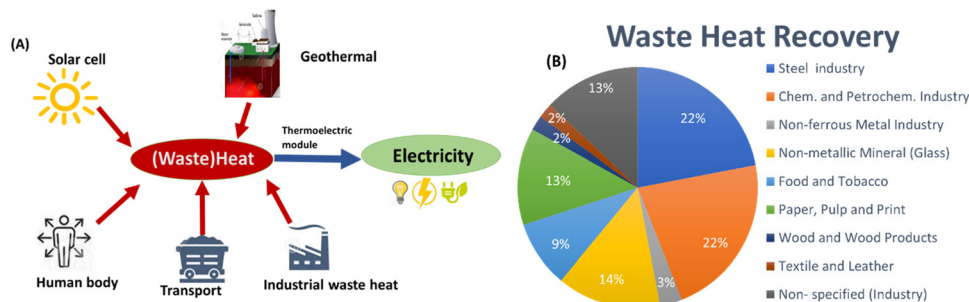 (A)
Solar cell
Geothermal
(Waste)Heat
Thermoelectric
module
Electricity
Human body
Transport
Industrial waste heat
Waste Heat Recovery
(B)
22%
22%
3%
14%
9%
13%
2%
2%
13%
Steel industry
Chem. and Petrochem. Industry
Non-ferrous Metal Industry
Non-metallic Mineral (Glass)
Food and Tobacco
Paper, Pulp and Print
Wood and Wood Products
Textile and Leather
Non- specified (Industry)